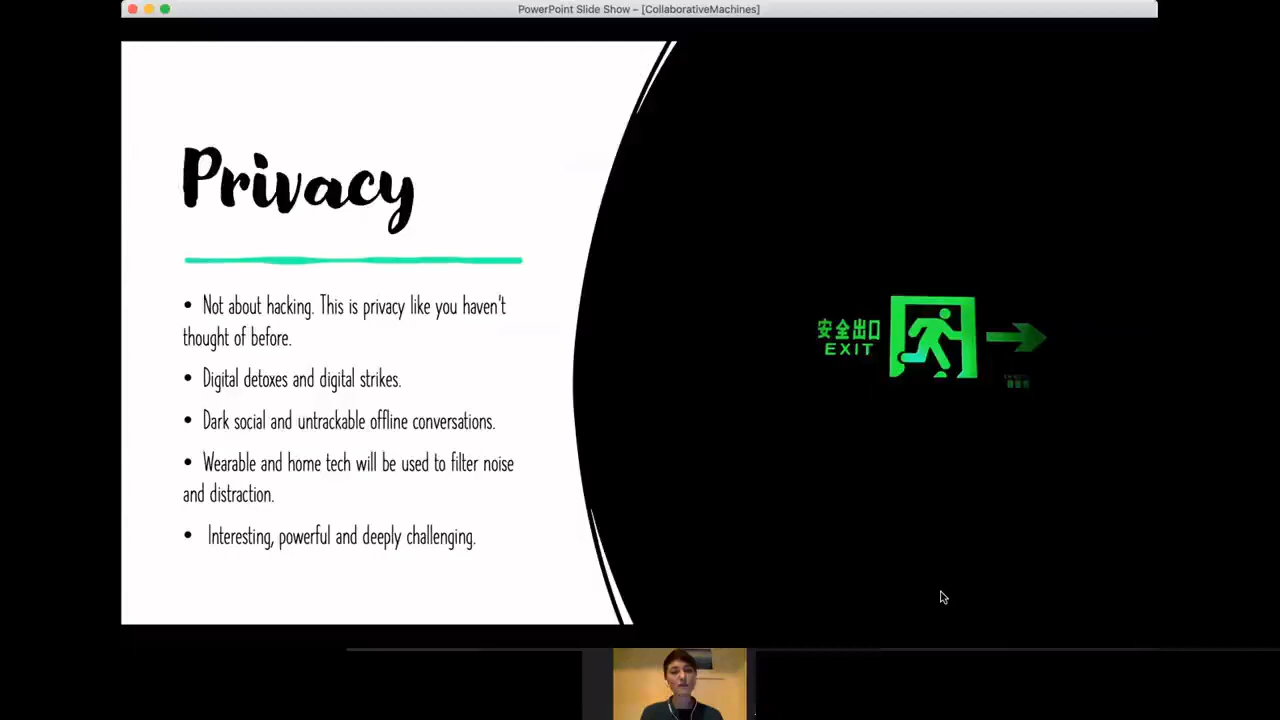 PowerPoint Slide Show – [CollaborativeMachines]
Privacy
• Not about hacking. This is privacy like you haven't
thought of before.
• Digital detoxes and digital strikes.
• Dark social and untrackable offline conversations.
• Wearable and home tech will be used to filter noise
and distraction.
• Interesting, powerful and deeply challenging.
安全出口
EXIT